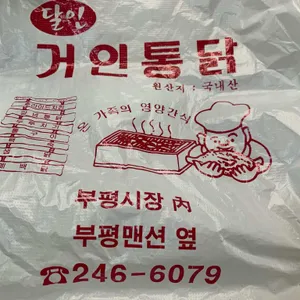 달인
거인통닭
원산지 : 국내산
온 가족의 영양간식
부평시장 內
부평맨션 옆
☎246-6079